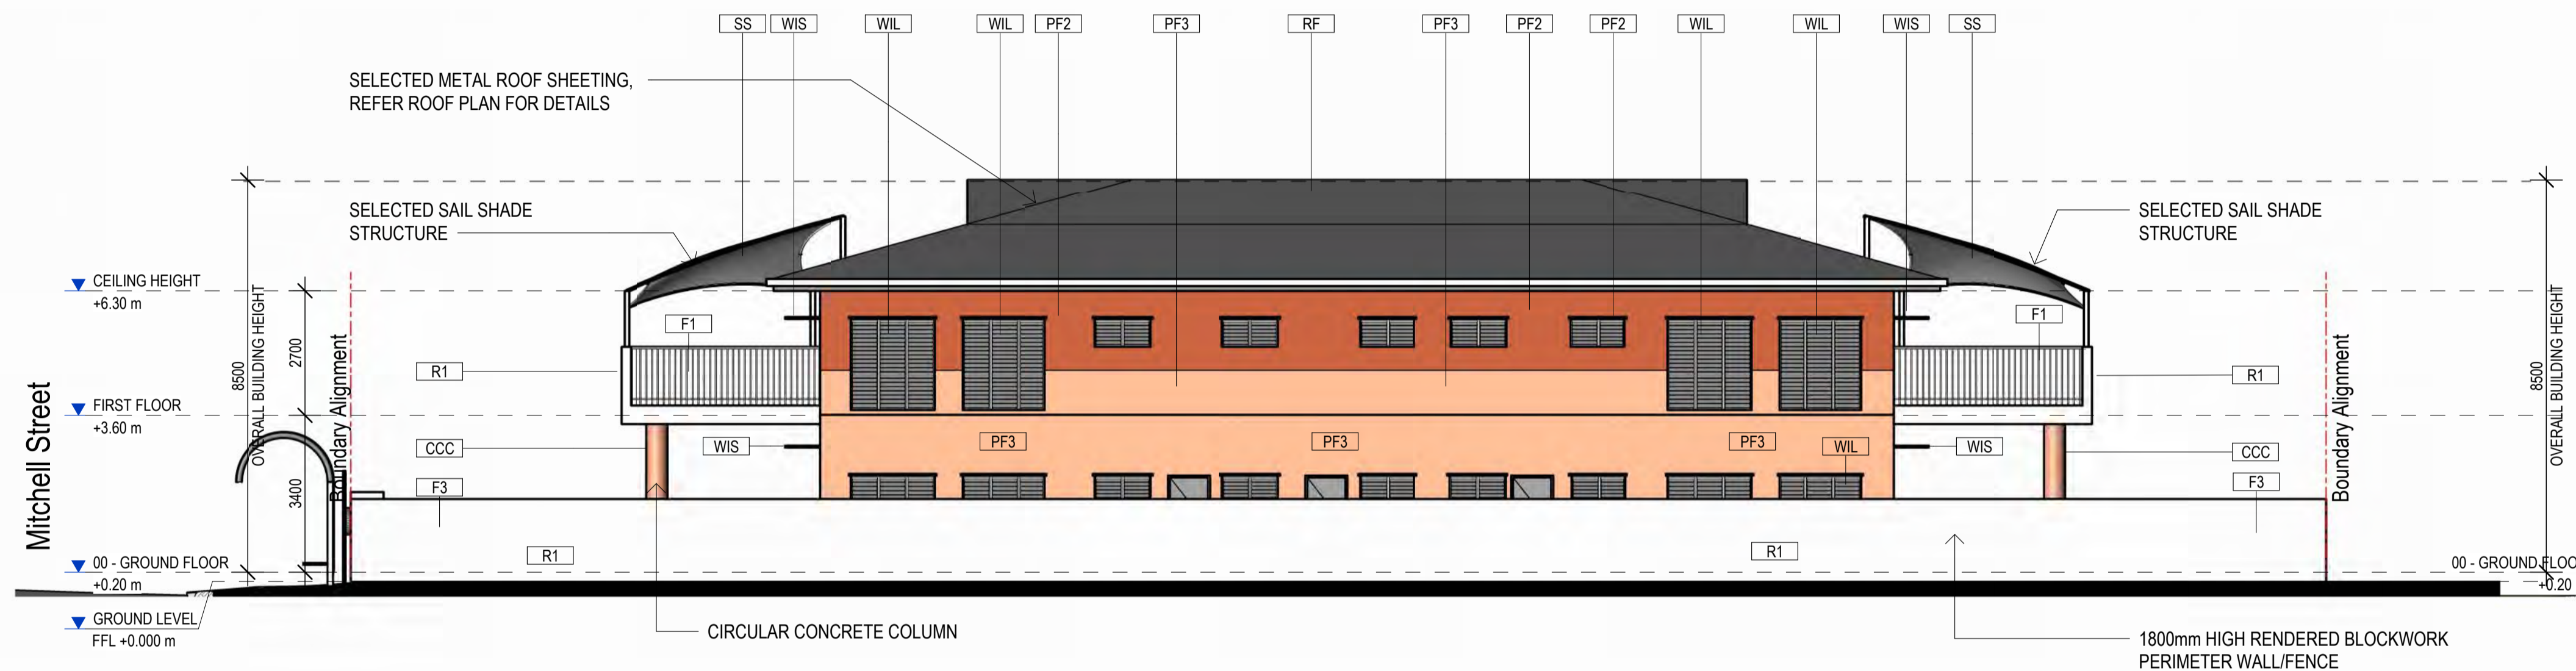 SS WIS WIL WIL PF2 PF3 RF PF3 PF2 PF2 WIL WIL WIS SS
SELECTED METAL ROOF SHEETING,
REFER ROOF PLAN FOR DETAILS
SELECTED SAIL SHADE
STRUCTURE
SELECTED SAIL SHADE
STRUCTURE
CEILING HEIGHT
+6.30 m
8500
OVERALL BUILDING HEIGHT
2700
Boundary Alignment
F1
F1
R1
R1
8500
OVERALL BUILDING HEIGHT
Boundary Alignment
Mitchell Street
FIRST FLOOR
+3.60 m
3400
CCC
WIS
PF3
PF3
PF3
WIL
WIS
CCC
F3
F3
R1
R1
00 - GROUND FLOOR
+0.20 m
00 - GROUND FLOO
+0.20
GROUND LEVEL
FFL +0.000 m
CIRCULAR CONCRETE COLUMN
1800mm HIGH RENDERED BLOCKWORK
PERIMETER WALL/FENCE